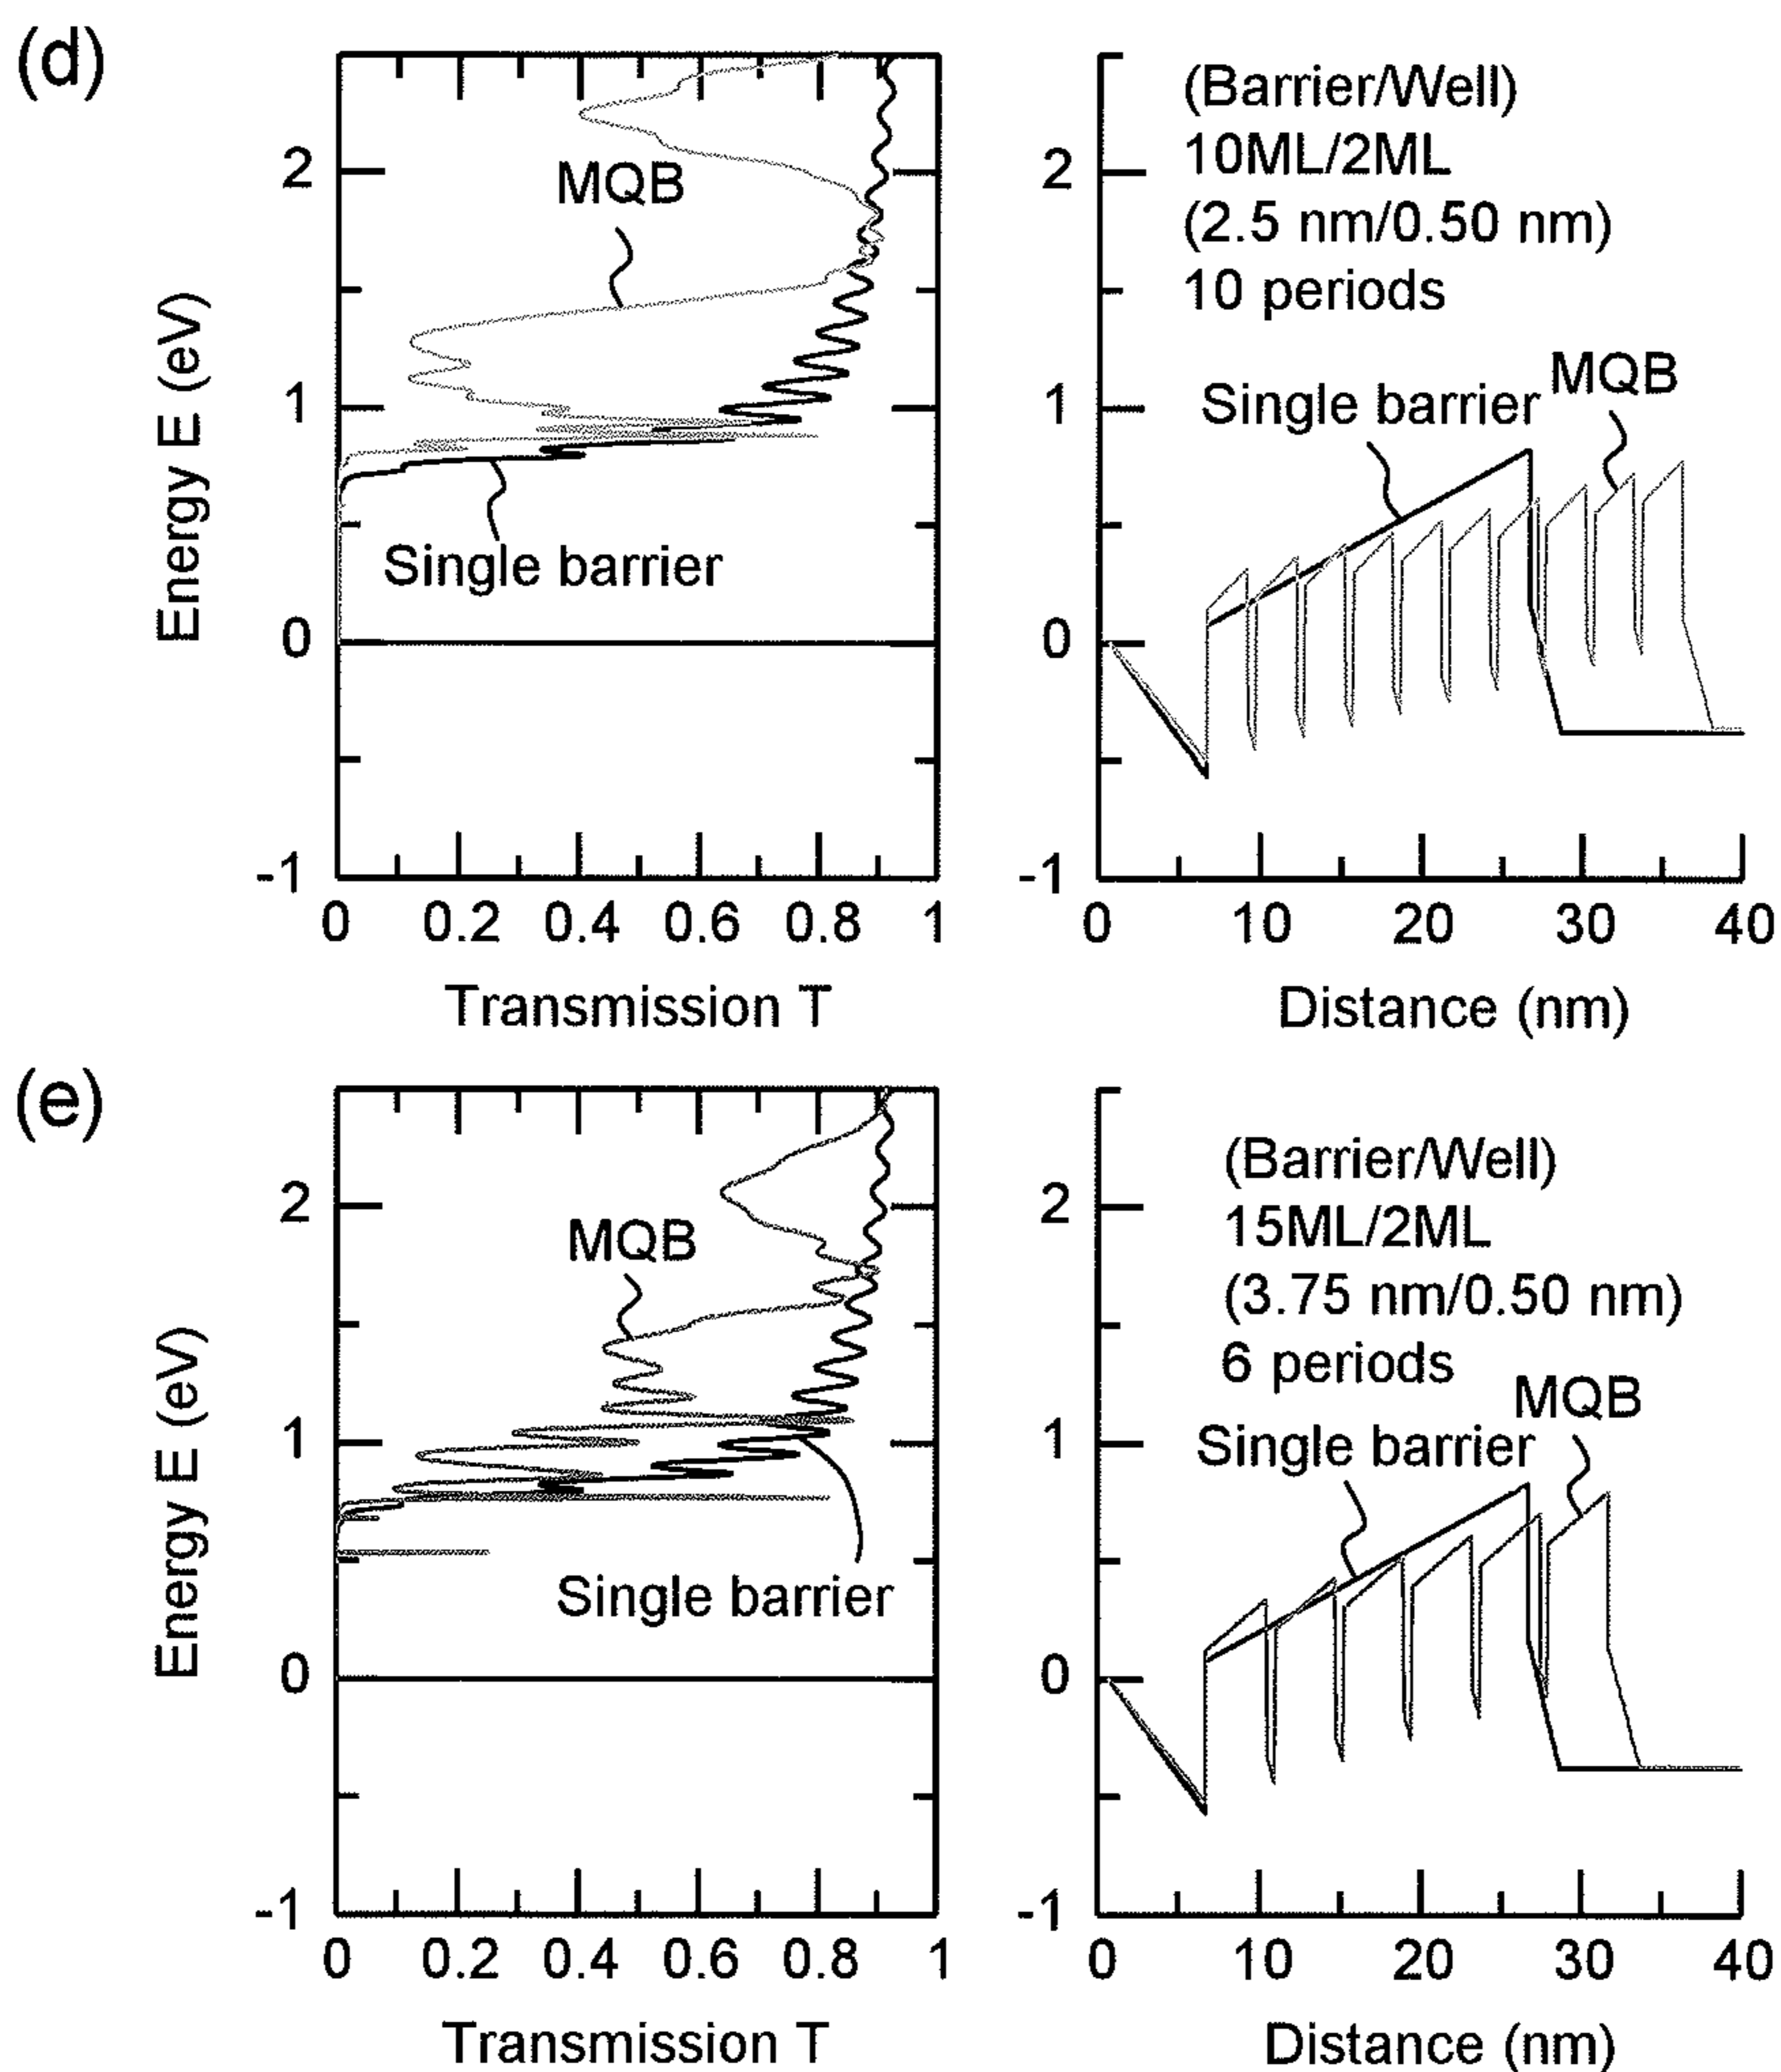 (d)
Energy E (eV)
2
1
0
-1
MQB
Single barrier
0 0.2 0.4 0.6 0.8 1
Transmission T
2
1
0
-1
(Barrier/Well)
10ML/2ML
(2.5 nm/0.50 nm)
10 periods
Single barrier
MQB
0 10 20 30 40
Distance (nm)
(e)
Energy E (eV)
2
1
0
-1
MQB
Single barrier
0 0.2 0.4 0.6 0.8 1
Transmission T
2
1
0
-1
(Barrier/Well)
15ML/2ML
(3.75 nm/0.50 nm)
6 periods
MQB
Single barrier
0 10 20 30 40
Distance (nm)